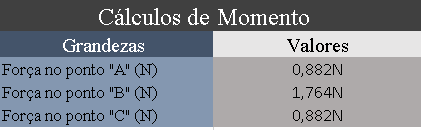 Cálculos de Momento
Grandezas Valores
Força no ponto "A" (N) 0,882N
Força no ponto "B" (N) 1,764N
Força no ponto "C" (N) 0,882N